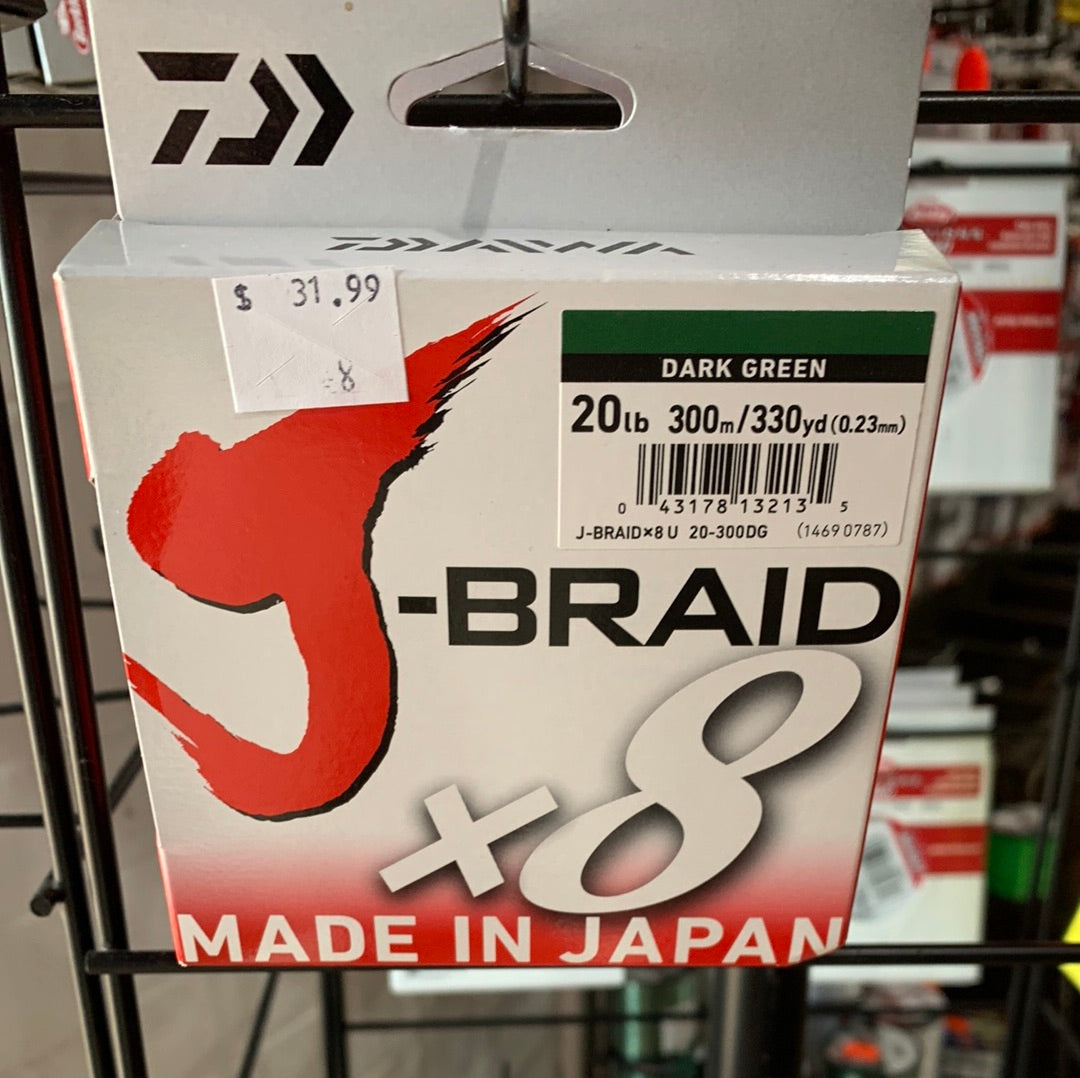 DAIWA
$ 31.99
8
DARK GREEN
20lb 300m/330yd (0.23mm)
0 43178 13213 5
J-BRAID×8 U 20-300DG (1469 0787)
J-BRAID
×8
MADE IN JAPAN